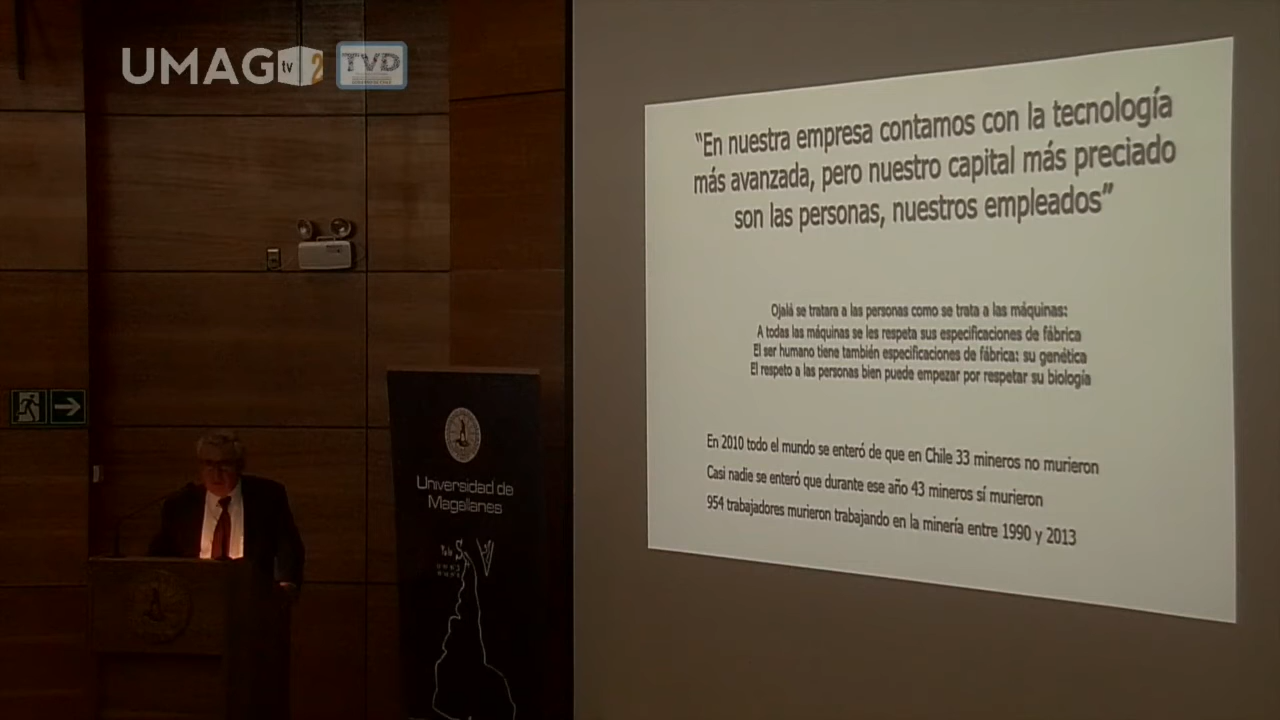 UMAG tv 2 TVD
"En nuestra empresa contamos con la tecnología
más avanzada, pero nuestro capital más preciado
son las personas, nuestros empleados"
Ojalá se tratara a las personas como se trata a las máquinas:
A todas las máquinas se les respeta sus especificaciones de fábrica
El ser humano tiene también especificaciones de fábrica: su genética
El respeto a las personas bien puede empezar por respetar su biología
En 2010 todo el mundo se enteró de que en Chile 33 mineros no murieron
Casi nadie se enteró que durante ese año 43 mineros sí murieron
954 trabajadores murieron trabajando en la minería entre 1990 y 2013
Universidad de
Magallanes